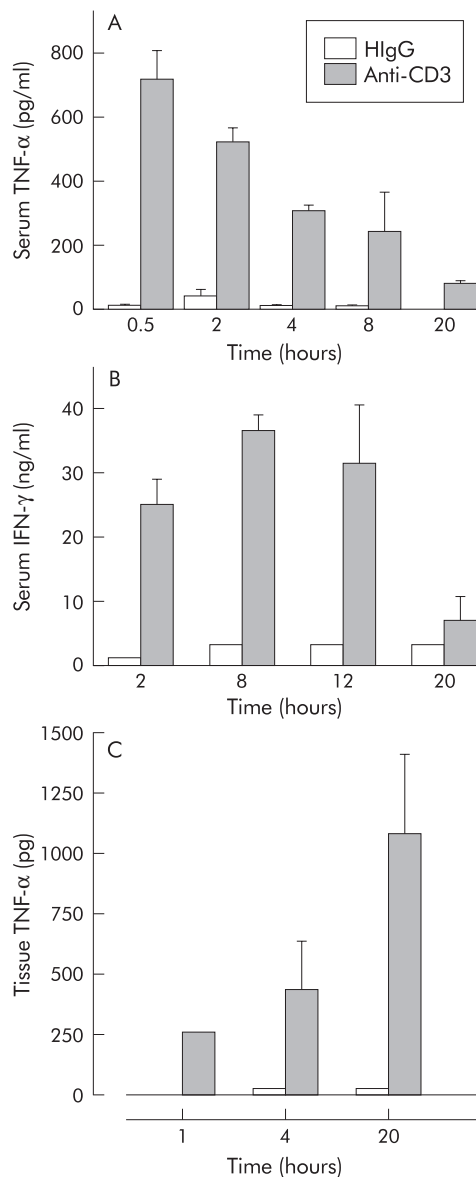 A
HIgG
Anti-CD3
Serum TNF-α (pg/ml)
800
600
400
200
0
0.5 2 4 8 20
Time (hours)
B
Serum IFN-γ (ng/ml)
40
30
20
10
0
2 8 12 20
Time (hours)
C
Tissue TNF-α (pg)
1500
1250
1000
750
500
250
0
1 4 20
Time (hours)